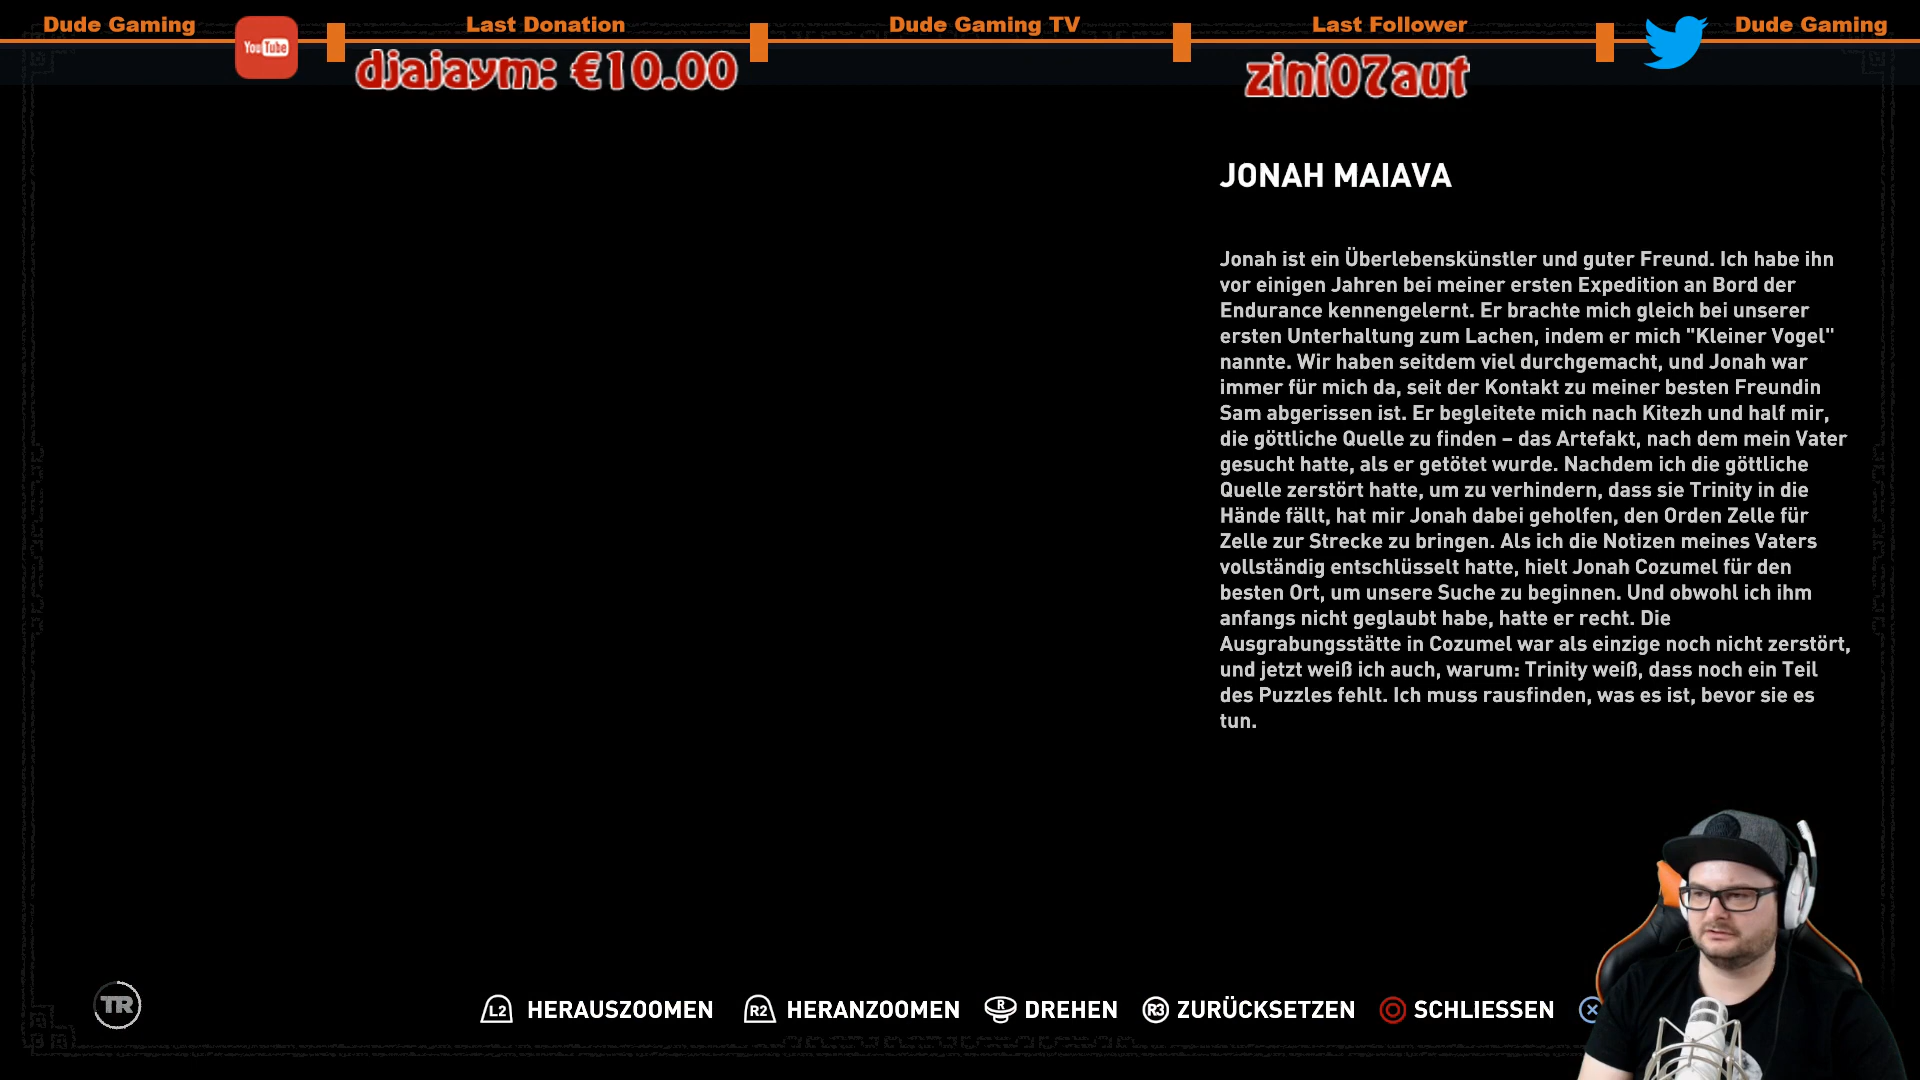 Dude Gaming
Last Donation
Dude Gaming TV
Last Follower
Dude Gaming
YouTube
djajaym: €10.00
zini07aut
JONAH MAIAVA
Jonah ist ein Überlebenskünstler und guter Freund. Ich habe ihn
vor einigen Jahren bei meiner ersten Expedition an Bord der
Endurance kennengelernt. Er brachte mich gleich bei unserer
ersten Unterhaltung zum Lachen, indem er mich "Kleiner Vogel"
nannte. Wir haben seitdem viel durchgemacht, und Jonah war
immer für mich da, seit der Kontakt zu meiner besten Freundin
Sam abgerissen ist. Er begleitete mich nach Kitezh und half mir,
die göttliche Quelle zu finden – das Artefakt, nach dem mein Vater
gesucht hatte, als er getötet wurde. Nachdem ich die göttliche
Quelle zerstört hatte, um zu verhindern, dass sie Trinity in die
Hände fällt, hat mir Jonah dabei geholfen, den Orden Zelle für
Zelle zur Strecke zu bringen. Als ich die Notizen meines Vaters
vollständig entschlüsselt hatte, hielt Jonah Cozumel für den
besten Ort, um unsere Suche zu beginnen. Und obwohl ich ihm
anfangs nicht geglaubt habe, hatte er recht. Die
Ausgrabungsstätte in Cozumel war als einzige noch nicht zerstört,
und jetzt weiß ich auch, warum: Trinity weiß, dass noch ein Teil
des Puzzles fehlt. Ich muss rausfinden, was es ist, bevor sie es
tun.
TR
L2 HERAUSZOOMEN R2 HERANZOOMEN R DREHEN R3 ZURÜCKSETZEN SCHLIESSEN